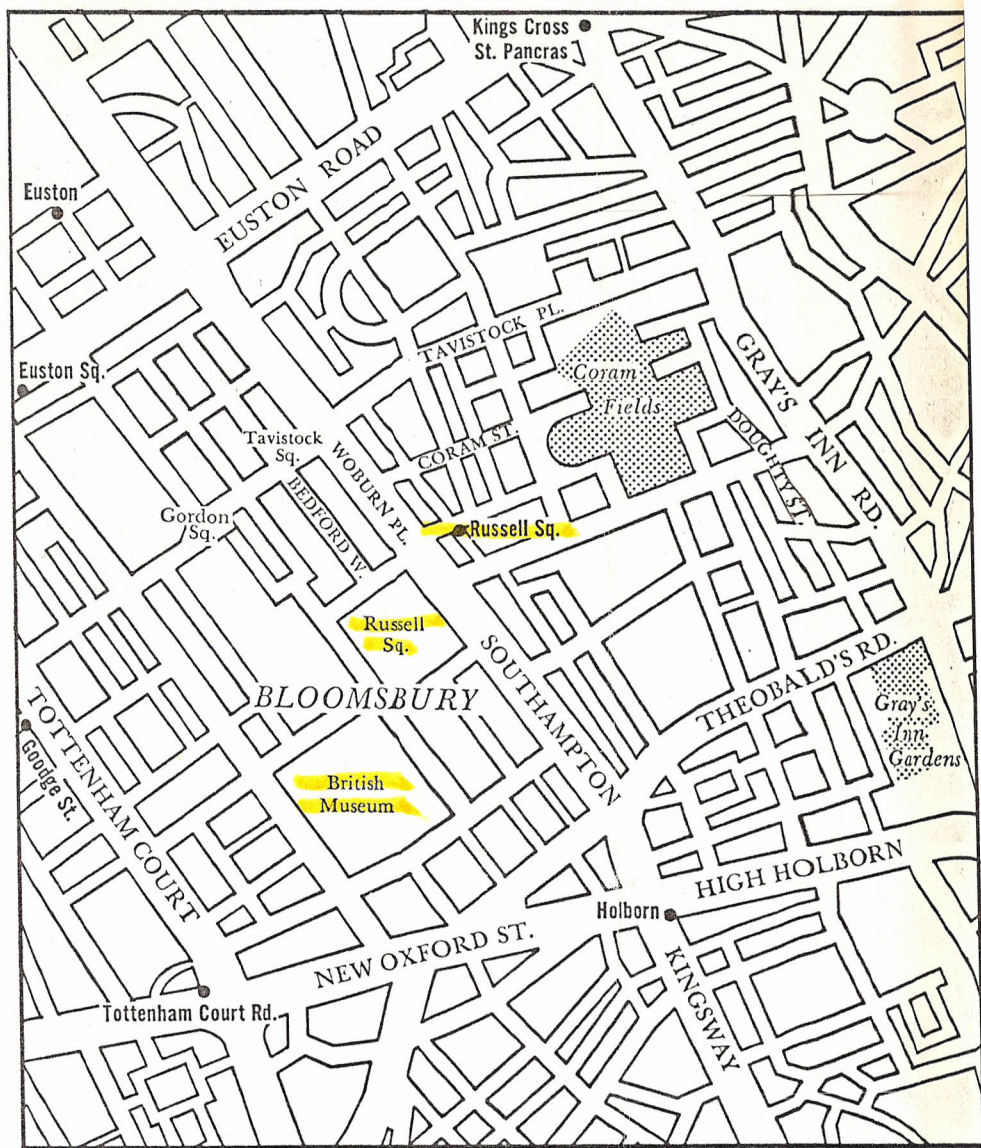 Kings Cross
St. Pancras
EUSTON ROAD
Euston
TAVISTOCK PL.
Euston Sq.
Coram
Fields
GRAY'S INN RD.
Tavistock
Sq.
WOBURN PL.
CORAM ST.
DOUGHTY ST.
BEDFORD W.
Gordon
Sq.
Russell Sq.
Russell
Sq.
SOUTHAMPTON
THEOBALD'S RD.
BLOOMSBURY
Gray's
Inn
Gardens
TOTTENHAM COURT
Goodge St.
British
Museum
HIGH HOLBORN
Holborn
NEW OXFORD ST.
KINGSWAY
Tottenham Court Rd.